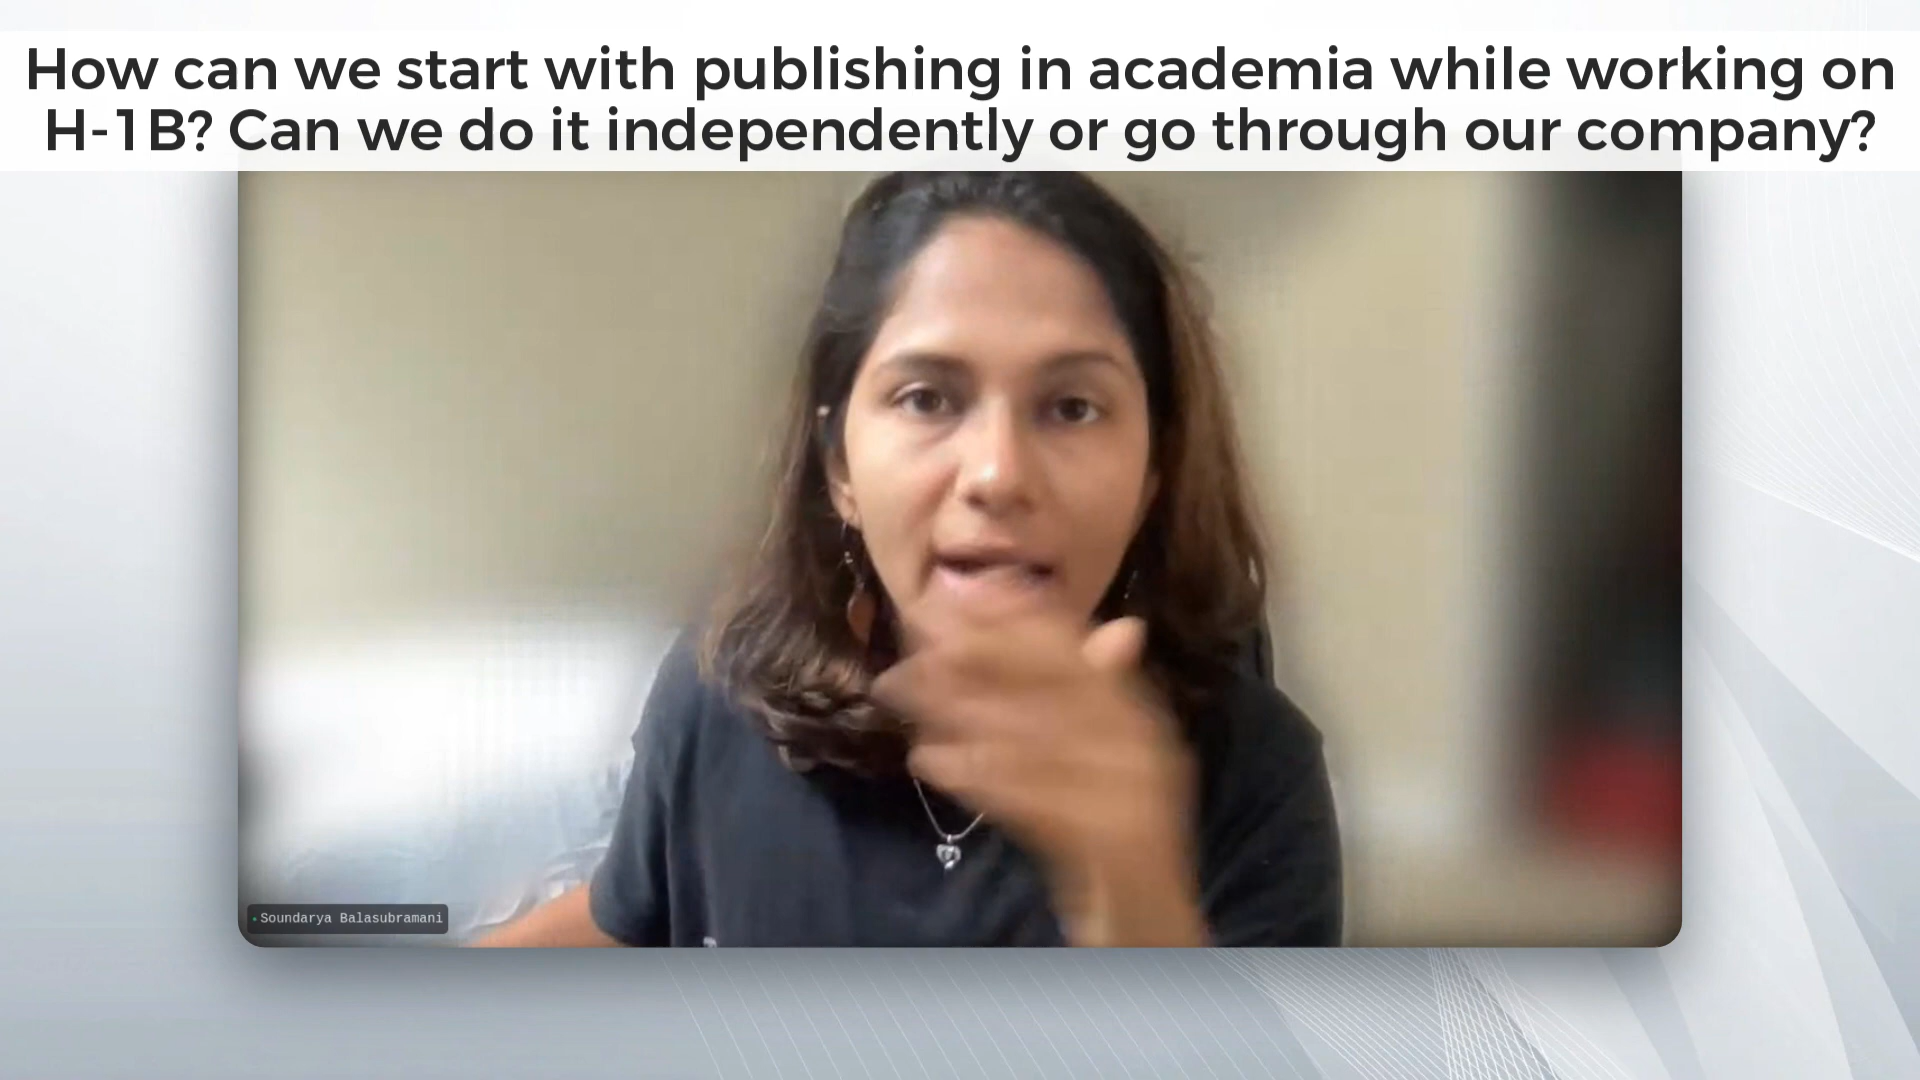 How can we start with publishing in academia while working on
H-1B? Can we do it independently or go through our company?
Soundarya Balasubramani